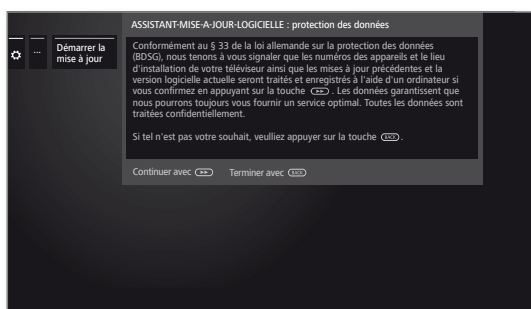 ASSISTANT-MISE-A-JOUR-LOGICIELLE : protection des données
...
Démarrer la
mise à jour
Conformément au § 33 de la loi allemande sur la protection des données
(BDSG), nous tenons à vous signaler que les numéros des appareils et le lieu
d'installation de votre téléviseur ainsi que les mises à jour précédentes et la
version logicielle actuelle seront traités et enregistrés à l'aide d'un ordinateur si
vous confirmez en appuyant sur la touche . Les données garantissent que
nous pourrons toujours vous fournir un service optimal. Toutes les données sont
traitées confidentiellement.
Si tel n'est pas votre souhait, veulliez appuyer sur la touche BACK .
Continuer avec Terminer avec BACK